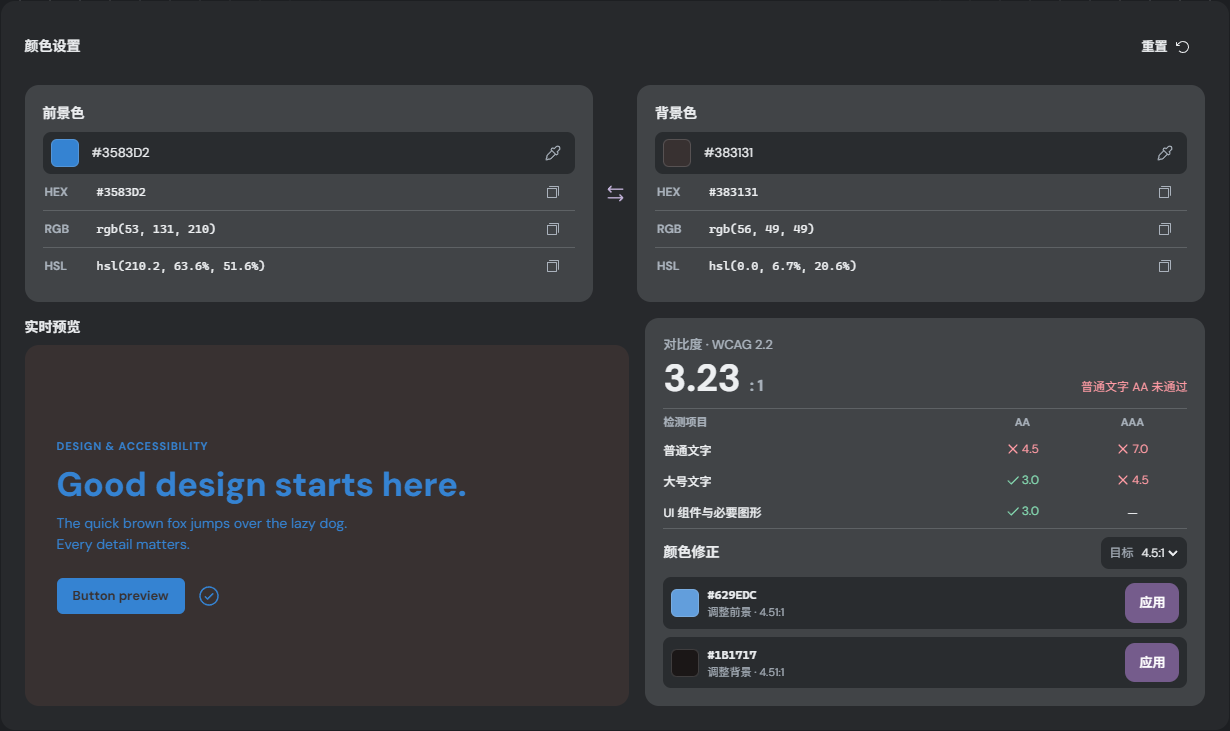 颜色设置
重置
前景色
#3583D2
HEX #3583D2
RGB rgb(53, 131, 210)
HSL hsl(210.2, 63.6%, 51.6%)
背景色
#383131
HEX #383131
RGB rgb(56, 49, 49)
HSL hsl(0.0, 6.7%, 20.6%)
实时预览
DESIGN & ACCESSIBILITY
Good design starts here.
The quick brown fox jumps over the lazy dog.
Every detail matters.
Button preview
对比度 · WCAG 2.2
3.23 :1
普通文字 AA 未通过
检测项目 AA AAA
普通文字 4.5 7.0
大号文字 3.0 4.5
UI 组件与必要图形 3.0 —
颜色修正
目标 4.5:1
#629EDC
调整前景 · 4.51:1
应用
#1B1717
调整背景 · 4.51:1
应用